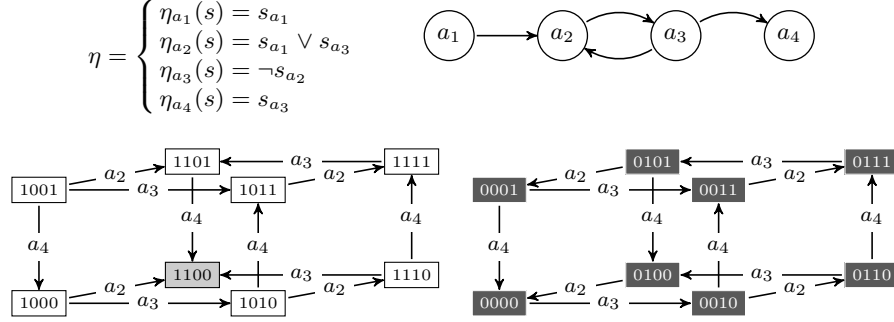 η = { η_{a_1}(s) = s_{a_1}
η_{a_2}(s) = s_{a_1} ∨ s_{a_3}
η_{a_3}(s) = ¬s_{a_2}
η_{a_4}(s) = s_{a_3}
a_1 a_2 a_3 a_4
1101 a_3 1111 0101 a_3 0111
a_2 a_2 a_2 a_2
1001 a_3 1011 0001 a_3 0011
a_4 a_4 a_4 a_4 a_4 a_4 a_4 a_4
1100 a_3 1110 0100 a_3 0110
a_2 a_2 a_2 a_2
1000 a_3 1010 0000 a_3 0010